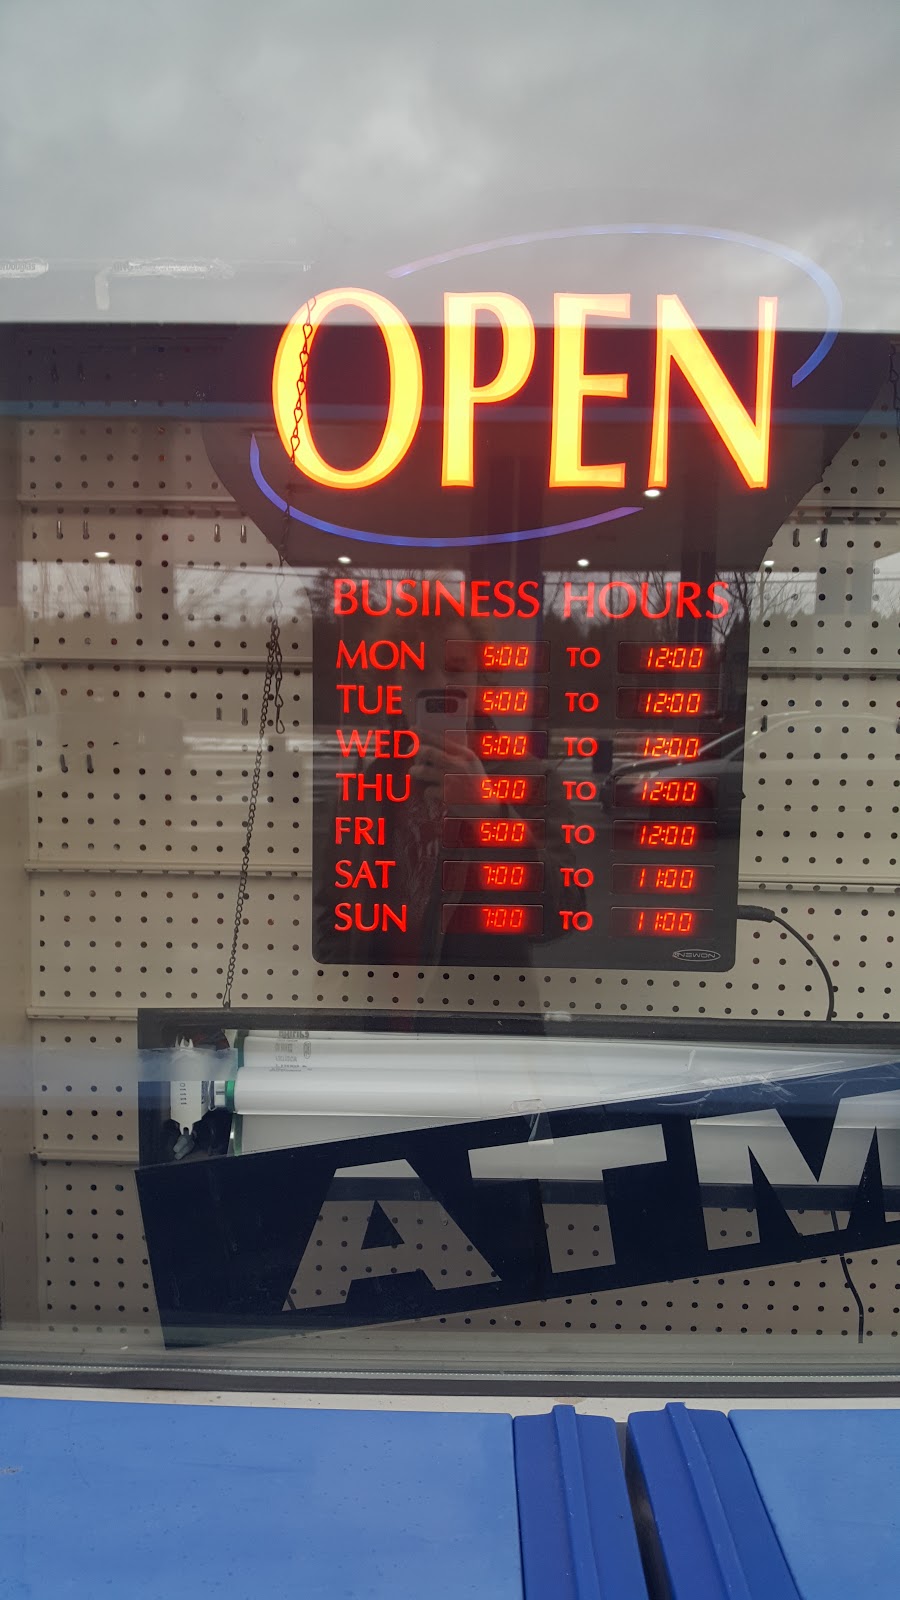 OPEN
BUSINESS HOURS
MON 5:00 TO 12:00
TUE 5:00 TO 12:00
WED 5:00 TO 12:00
THU 5:00 TO 12:00
FRI 5:00 TO 12:00
SAT 7:00 TO 11:00
SUN 7:00 TO 11:00
NEWON
ATM